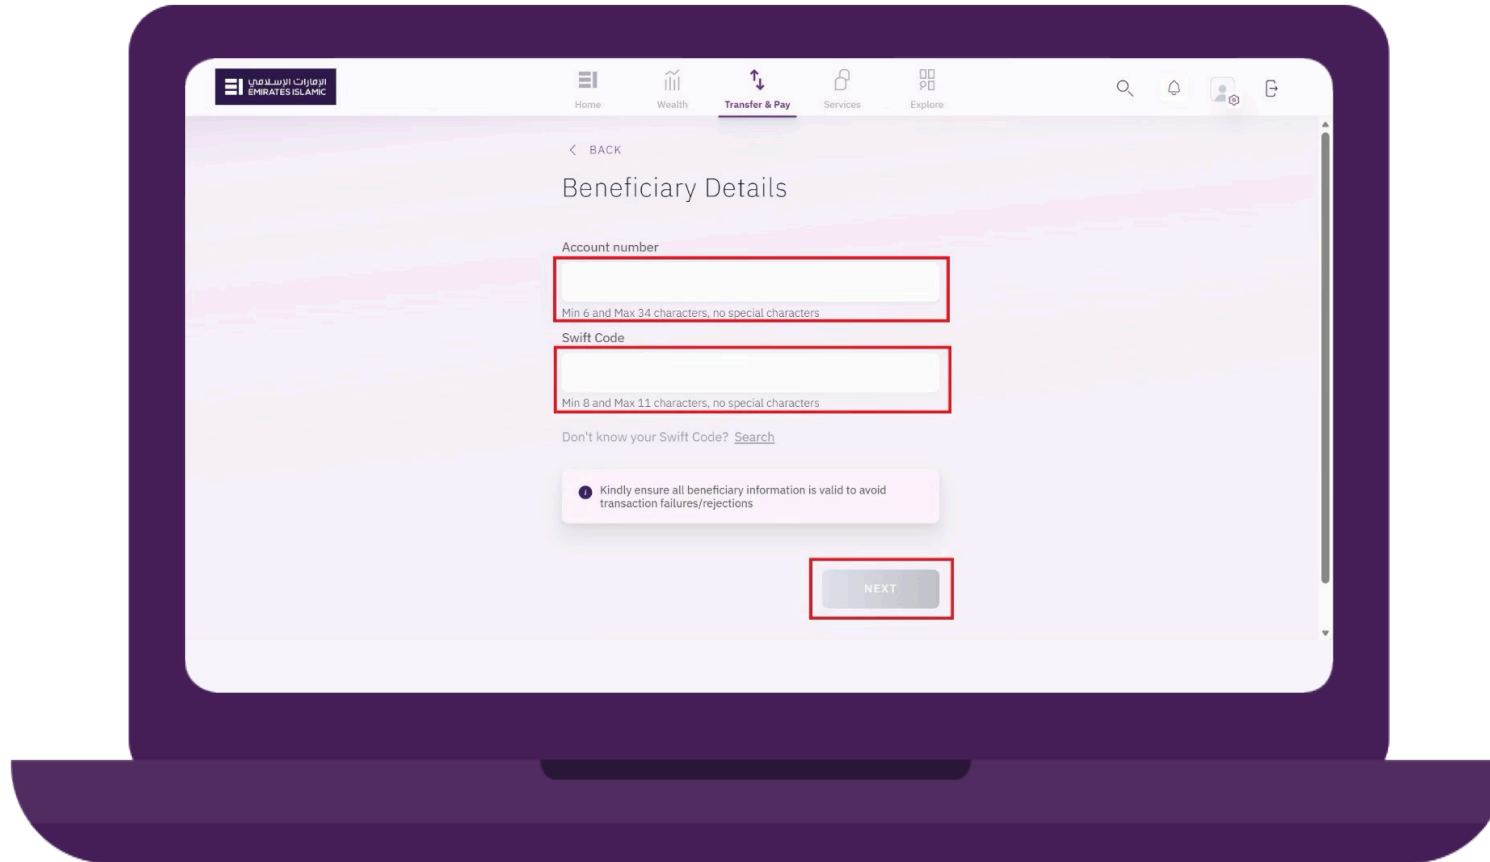 الإمارات الإسلامي
EMIRATES ISLAMIC
Home
Wealth
Transfer & Pay
Services
Explore
BACK
Beneficiary Details
Account number
Min 6 and Max 34 characters, no special characters
Swift Code
Min 8 and Max 11 characters, no special characters
Don't know your Swift Code? Search
Kindly ensure all beneficiary information is valid to avoid
transaction failures/rejections
NEXT